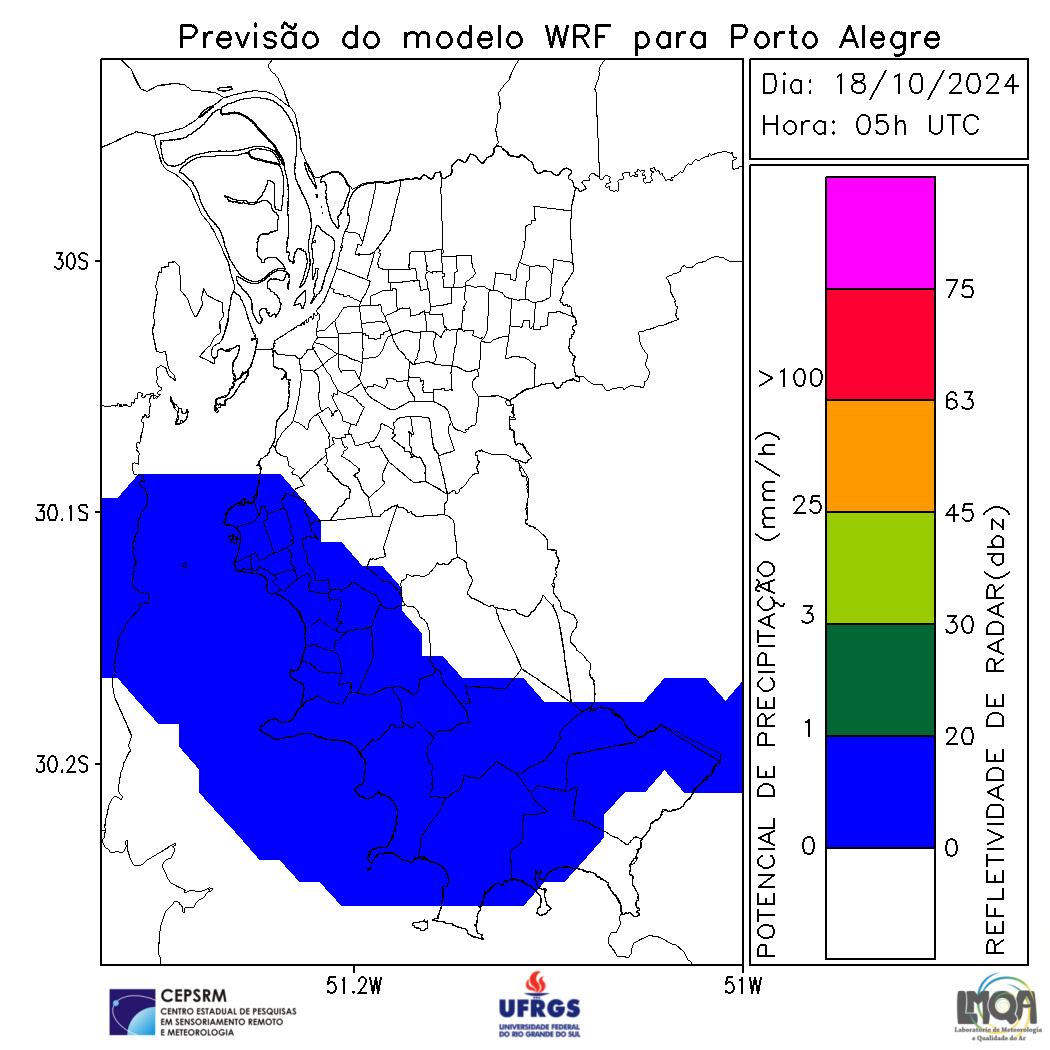 Previsão do modelo WRF para Porto Alegre
Dia: 18/10/2024
Hora: 05h UTC
30S
30.1S
30.2S
51.2W
51W
POTENCIAL DE PRECIPITAÇÃO (mm/h)
>100
25
3
1
0
75
63
45
30
20
0
REFLETIVIDADE DE RADAR(dbz)
CEPSRM
CENTRO ESTADUAL DE PESQUISAS
EM SENSORIAMENTO REMOTO
E METEOROLOGIA
UFRGS
UNIVERSIDADE FEDERAL
DO RIO GRANDE DO SUL
LMQA
Laboratório de Meteorologia
e Qualidade do Ar